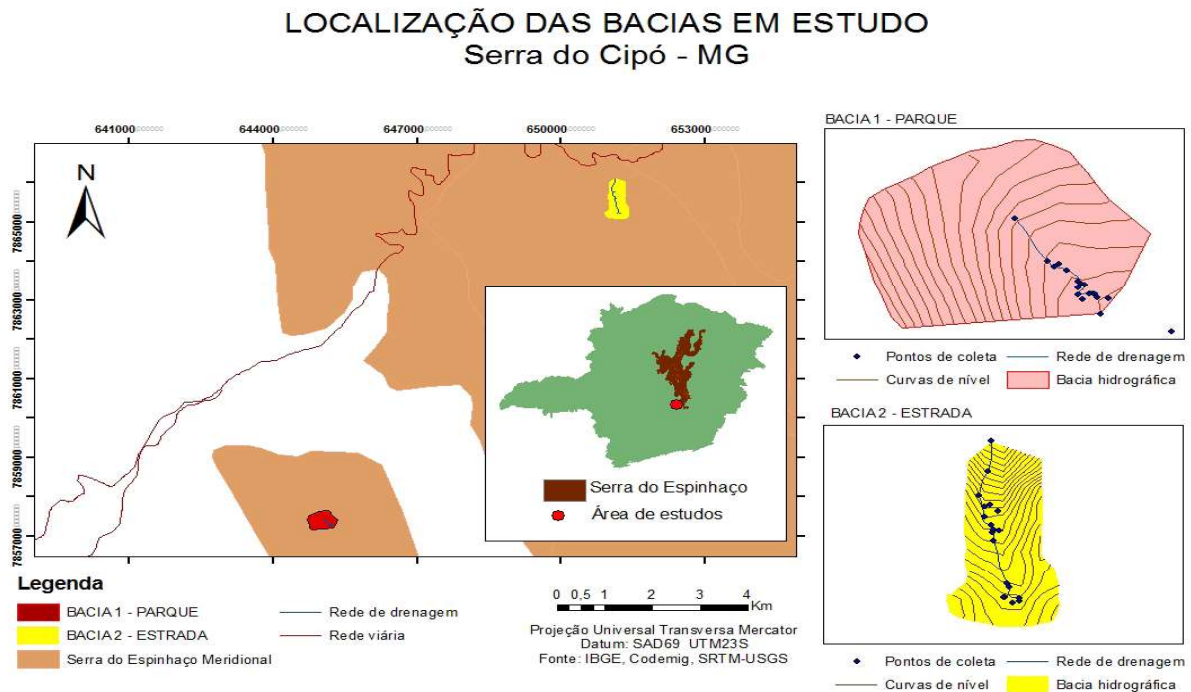 LOCALIZAÇÃO DAS BACIAS EM ESTUDO
Serra do Cipó - MG
641000 644000 647000 650000 653000
N
7865000
7863000
7861000
7859000
7857000
Serra do Espinhaço
Área de estudos
Legenda
BACIA 1 - PARQUE
BACIA 2 - ESTRADA
Serra do Espinhaço Meridional
Rede de drenagem
Rede viária
0 0,5 1 2 3 4
Km
Projeção Universal Transversa Mercator
Datum: SAD69 UTM23S
Fonte: IBGE, Codemig, SRTM-USGS
BACIA 1 - PARQUE
Pontos de coleta Rede de drenagem
Curvas de nível Bacia hidrográfica
BACIA 2 - ESTRADA
Pontos de coleta Rede de drenagem
Curvas de nível Bacia hidrográfica